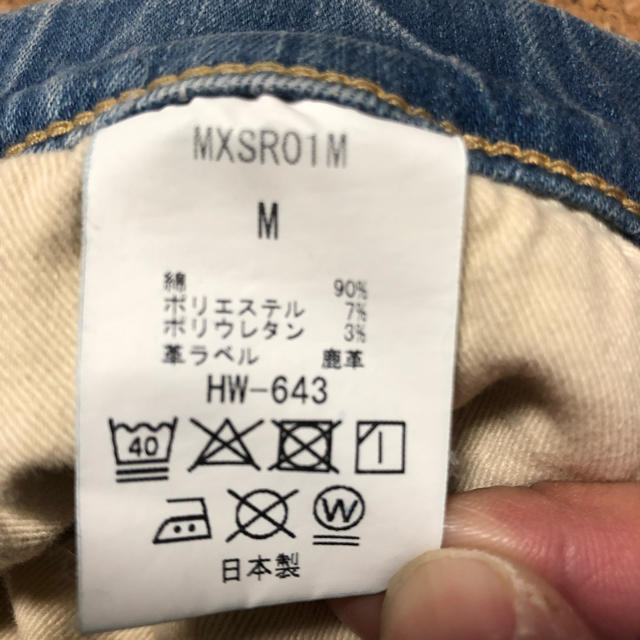 MXSR01M
M
綿 90%
ポリエステル 7%
ポリウレタン 3%
革ラベル 鹿革
HW-643
40
W
日本製